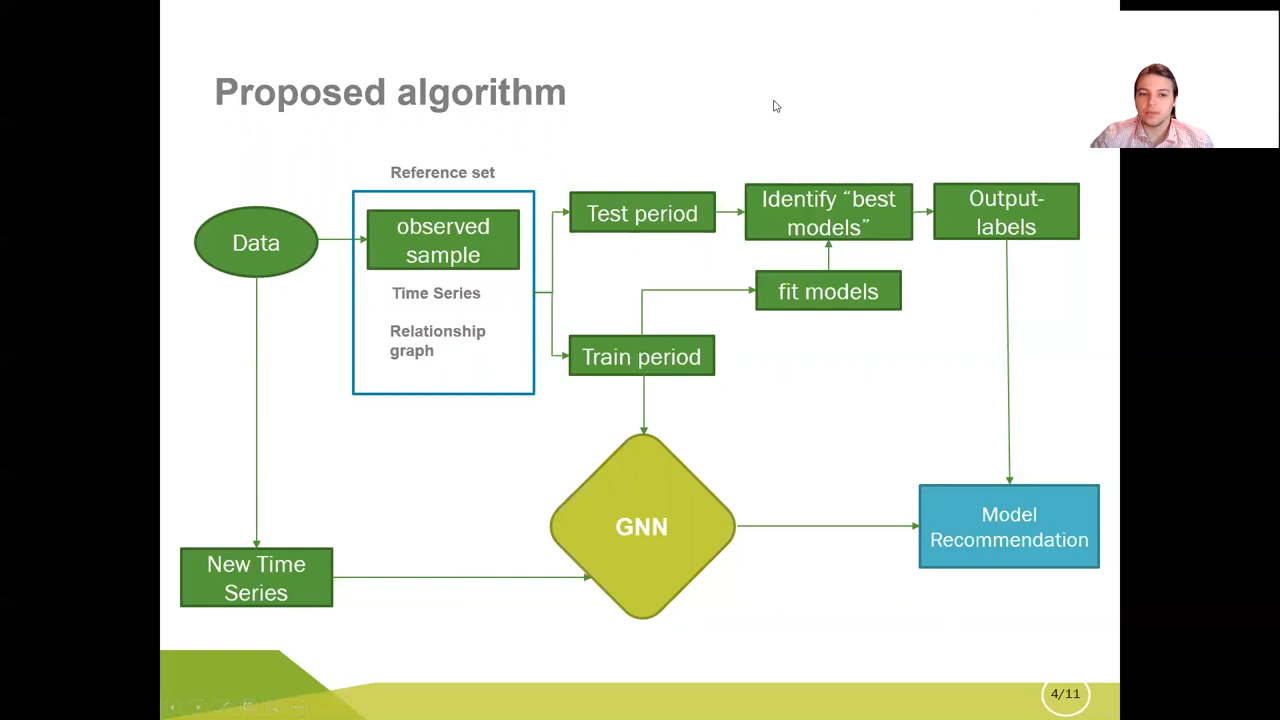 Proposed algorithm
Reference set
Data
observed
sample
Time Series
Relationship
graph
Test period
Identify “best
models”
Output-
labels
fit models
Train period
GNN
Model
Recommendation
New Time
Series
4/11